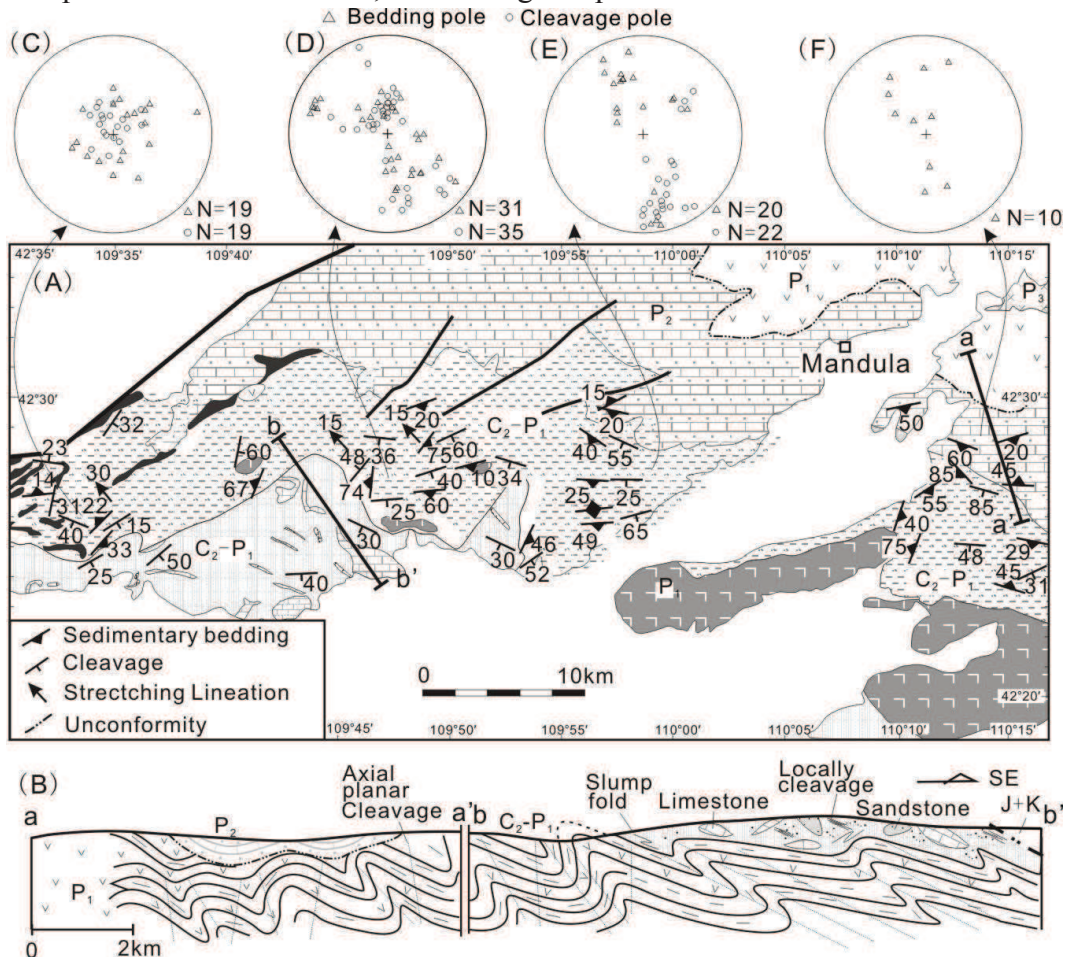 △ Bedding pole ○ Cleavage pole
(C) (D) (E) (F)
△ N=19
○ N=19
△ N=31
○ N=35
△ N=20
○ N=22
△ N=10
42°35′ 109°35′ 109°40′ 109°50′ 109°55′ 110°00′ 110°10′ 110°15′
(A)
P₁
P₂
P₃
Mandula
a
42°30′
42°30′
C₂-P₁
15
20
15
20
75
60
40
55
50
32
23
14
30
31
22
40
15
33
25
50
60
67
15
48
36
74
25
40
60
10
34
25
25
49
65
46
52
30
30
40
60
45
85
55
85
40
75
48
29
45
31
b
b'
a'
C₂-P₁
C₂-P₁
P₁
Sedimentary bedding
Cleavage
Stretching Lineation
Unconformity
0 10km
42°20′
109°45′ 109°50′ 109°55′ 110°00′ 110°05′ 110°10′ 110°15′
(B)
Axial
planar
Cleavage
Slump
fold
Limestone
Locally
cleavage
Sandstone
SE
J+K
a
P₂
a'
b
C₂-P₁
b'
P₁
0 2km